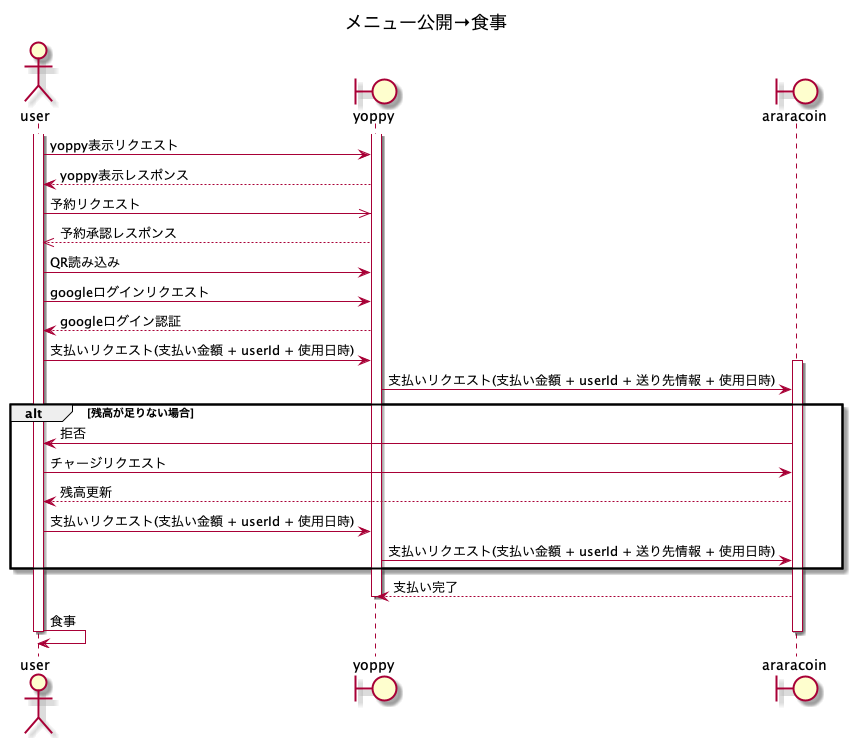 メニュー公開→食事
user
yoppy
araracoin
yoppy表示リクエスト
yoppy表示レスポンス
予約リクエスト
予約承認レスポンス
QR読み込み
googleログインリクエスト
googleログイン認証
支払いリクエスト(支払い金額 + userId + 使用日時)
支払いリクエスト(支払い金額 + userId + 送り先情報 + 使用日時)
alt [残高が足りない場合]
拒否
チャージリクエスト
残高更新
支払いリクエスト(支払い金額 + userId + 使用日時)
支払いリクエスト(支払い金額 + userId + 送り先情報 + 使用日時)
支払い完了
食事
user
yoppy
araracoin